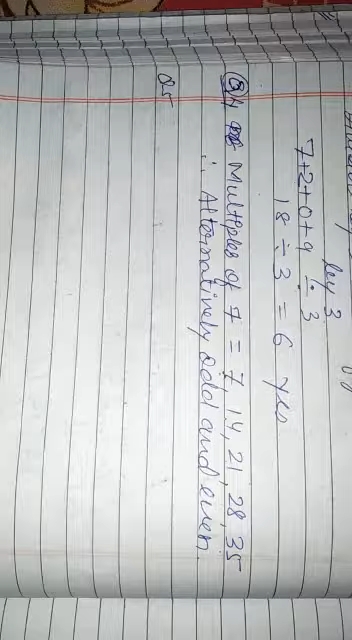 by 3
7+2+0+9 ÷ 3
18 ÷ 3 = 6 yes
Q4 Multiples of 7 = 7, 14, 21, 28, 35
∴ Alternatively odd and even.
Q5